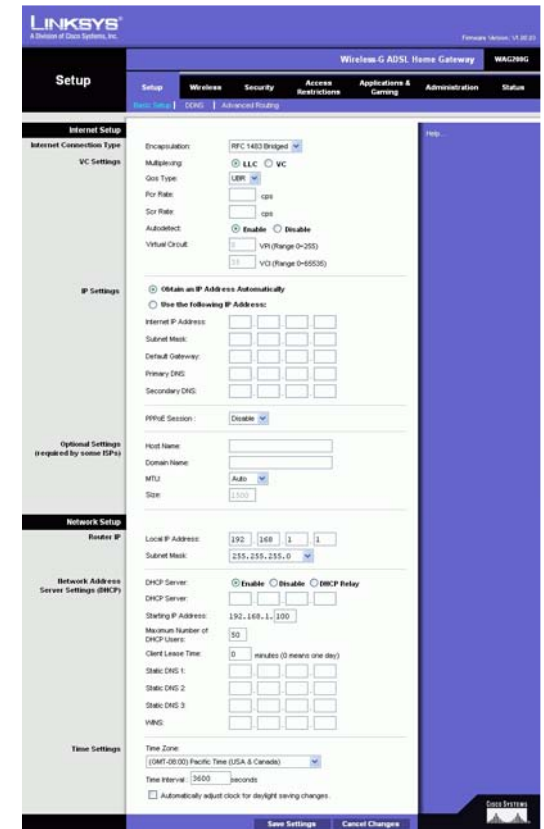 LINKSYS®
A Division of Cisco Systems, Inc.
Firmware Version: V1.00.03
Wireless-G ADSL Home Gateway WAG200G
Setup
Setup Wireless Security Access Restrictions Applications & Gaming Administration Status
Basic Setup | DDNS | Advanced Routing
Internet Setup
Help...
Internet Connection Type
Encapsulation: RFC 1483 Bridged
VC Settings
Multiplexing: LLC VC
Qos Type: UBR
Pcr Rate: cps
Scr Rate: cps
Autodetect: Enable Disable
Virtual Circuit: VPI (Range 0~255)
VCI (Range 0~65535)
IP Settings
Obtain an IP Address Automatically
Use the following IP Address:
Internet IP Address:
Subnet Mask:
Default Gateway:
Primary DNS:
Secondary DNS:
PPPoE Session : Disable
Optional Settings
(required by some ISPs)
Host Name:
Domain Name:
MTU: Auto
Size: 1500
Network Setup
Router IP
Local IP Address: 192 . 168 . 1 . 1
Subnet Mask: 255.255.255.0
Network Address
Server Settings (DHCP)
DHCP Server: Enable Disable DHCP Relay
DHCP Server:
Starting IP Address: 192.168.1. 100
Maximum Number of
DHCP Users: 50
Client Lease Time: 0 minutes (0 means one day)
Static DNS 1:
Static DNS 2:
Static DNS 3:
WINS:
Time Settings
Time Zone
(GMT-08:00) Pacific Time (USA & Canada)
Time Interval : 3600 seconds
Automatically adjust clock for daylight saving changes.
Save Settings Cancel Changes
CISCO SYSTEMS